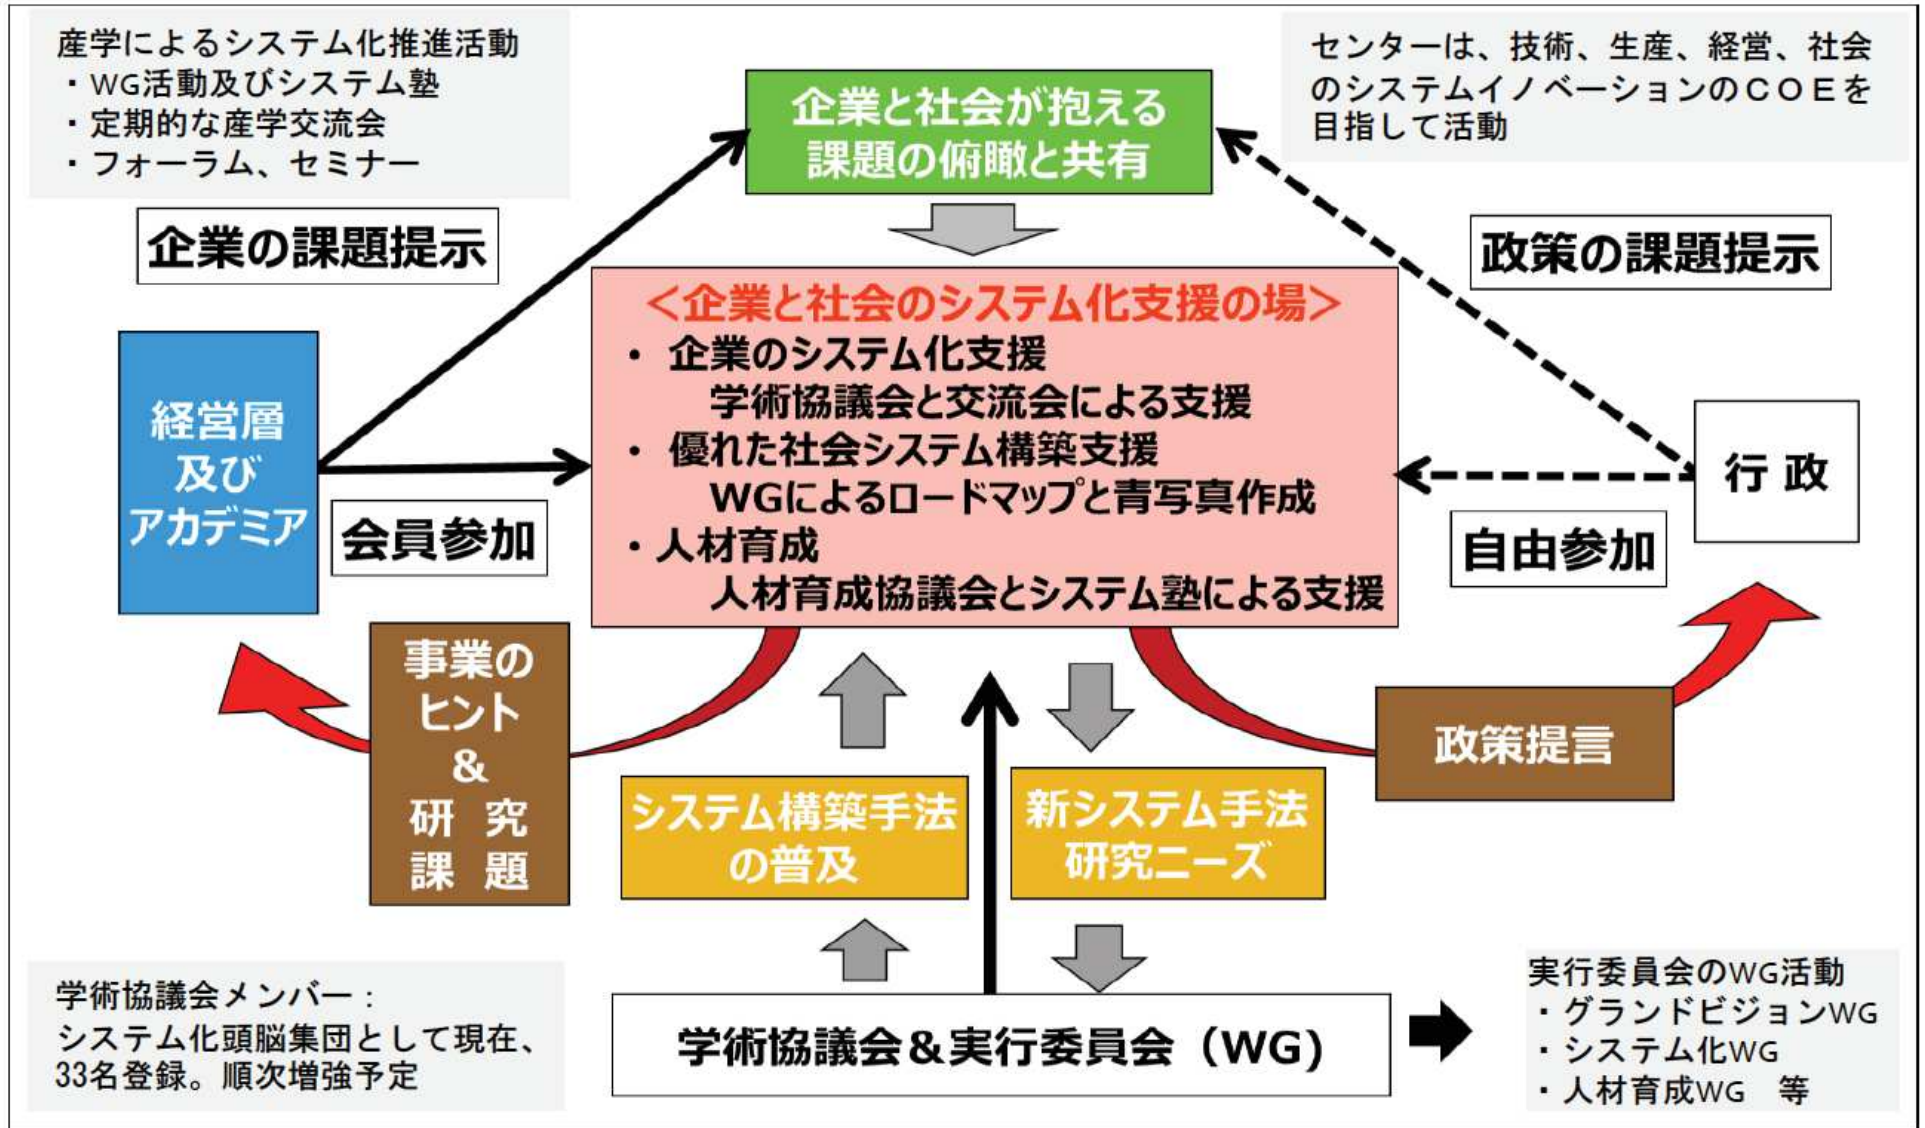 産学によるシステム化推進活動
・WG活動及びシステム塾
・定期的な産学交流会
・フォーラム、セミナー
企業と社会が抱える
課題の俯瞰と共有
センターは、技術、生産、経営、社会
のシステムイノベーションのCOEを
目指して活動
企業の課題提示
政策の課題提示
<企業と社会のシステム化支援の場>
・ 企業のシステム化支援
学術協議会と交流会による支援
・ 優れた社会システム構築支援
WGによるロードマップと青写真作成
・人材育成
人材育成協議会とシステム塾による支援
経営層
及び
アカデミア
会員参加
行 政
自由参加
事業の
ヒント
&
研 究
課 題
システム構築手法
の普及
新システム手法
研究ニーズ
政策提言
学術協議会メンバー:
システム化頭脳集団として現在、
33名登録。順次増強予定
学術協議会&実行委員会(WG)
実行委員会のWG活動
・グランドビジョンWG
・システム化WG
・人材育成WG 等